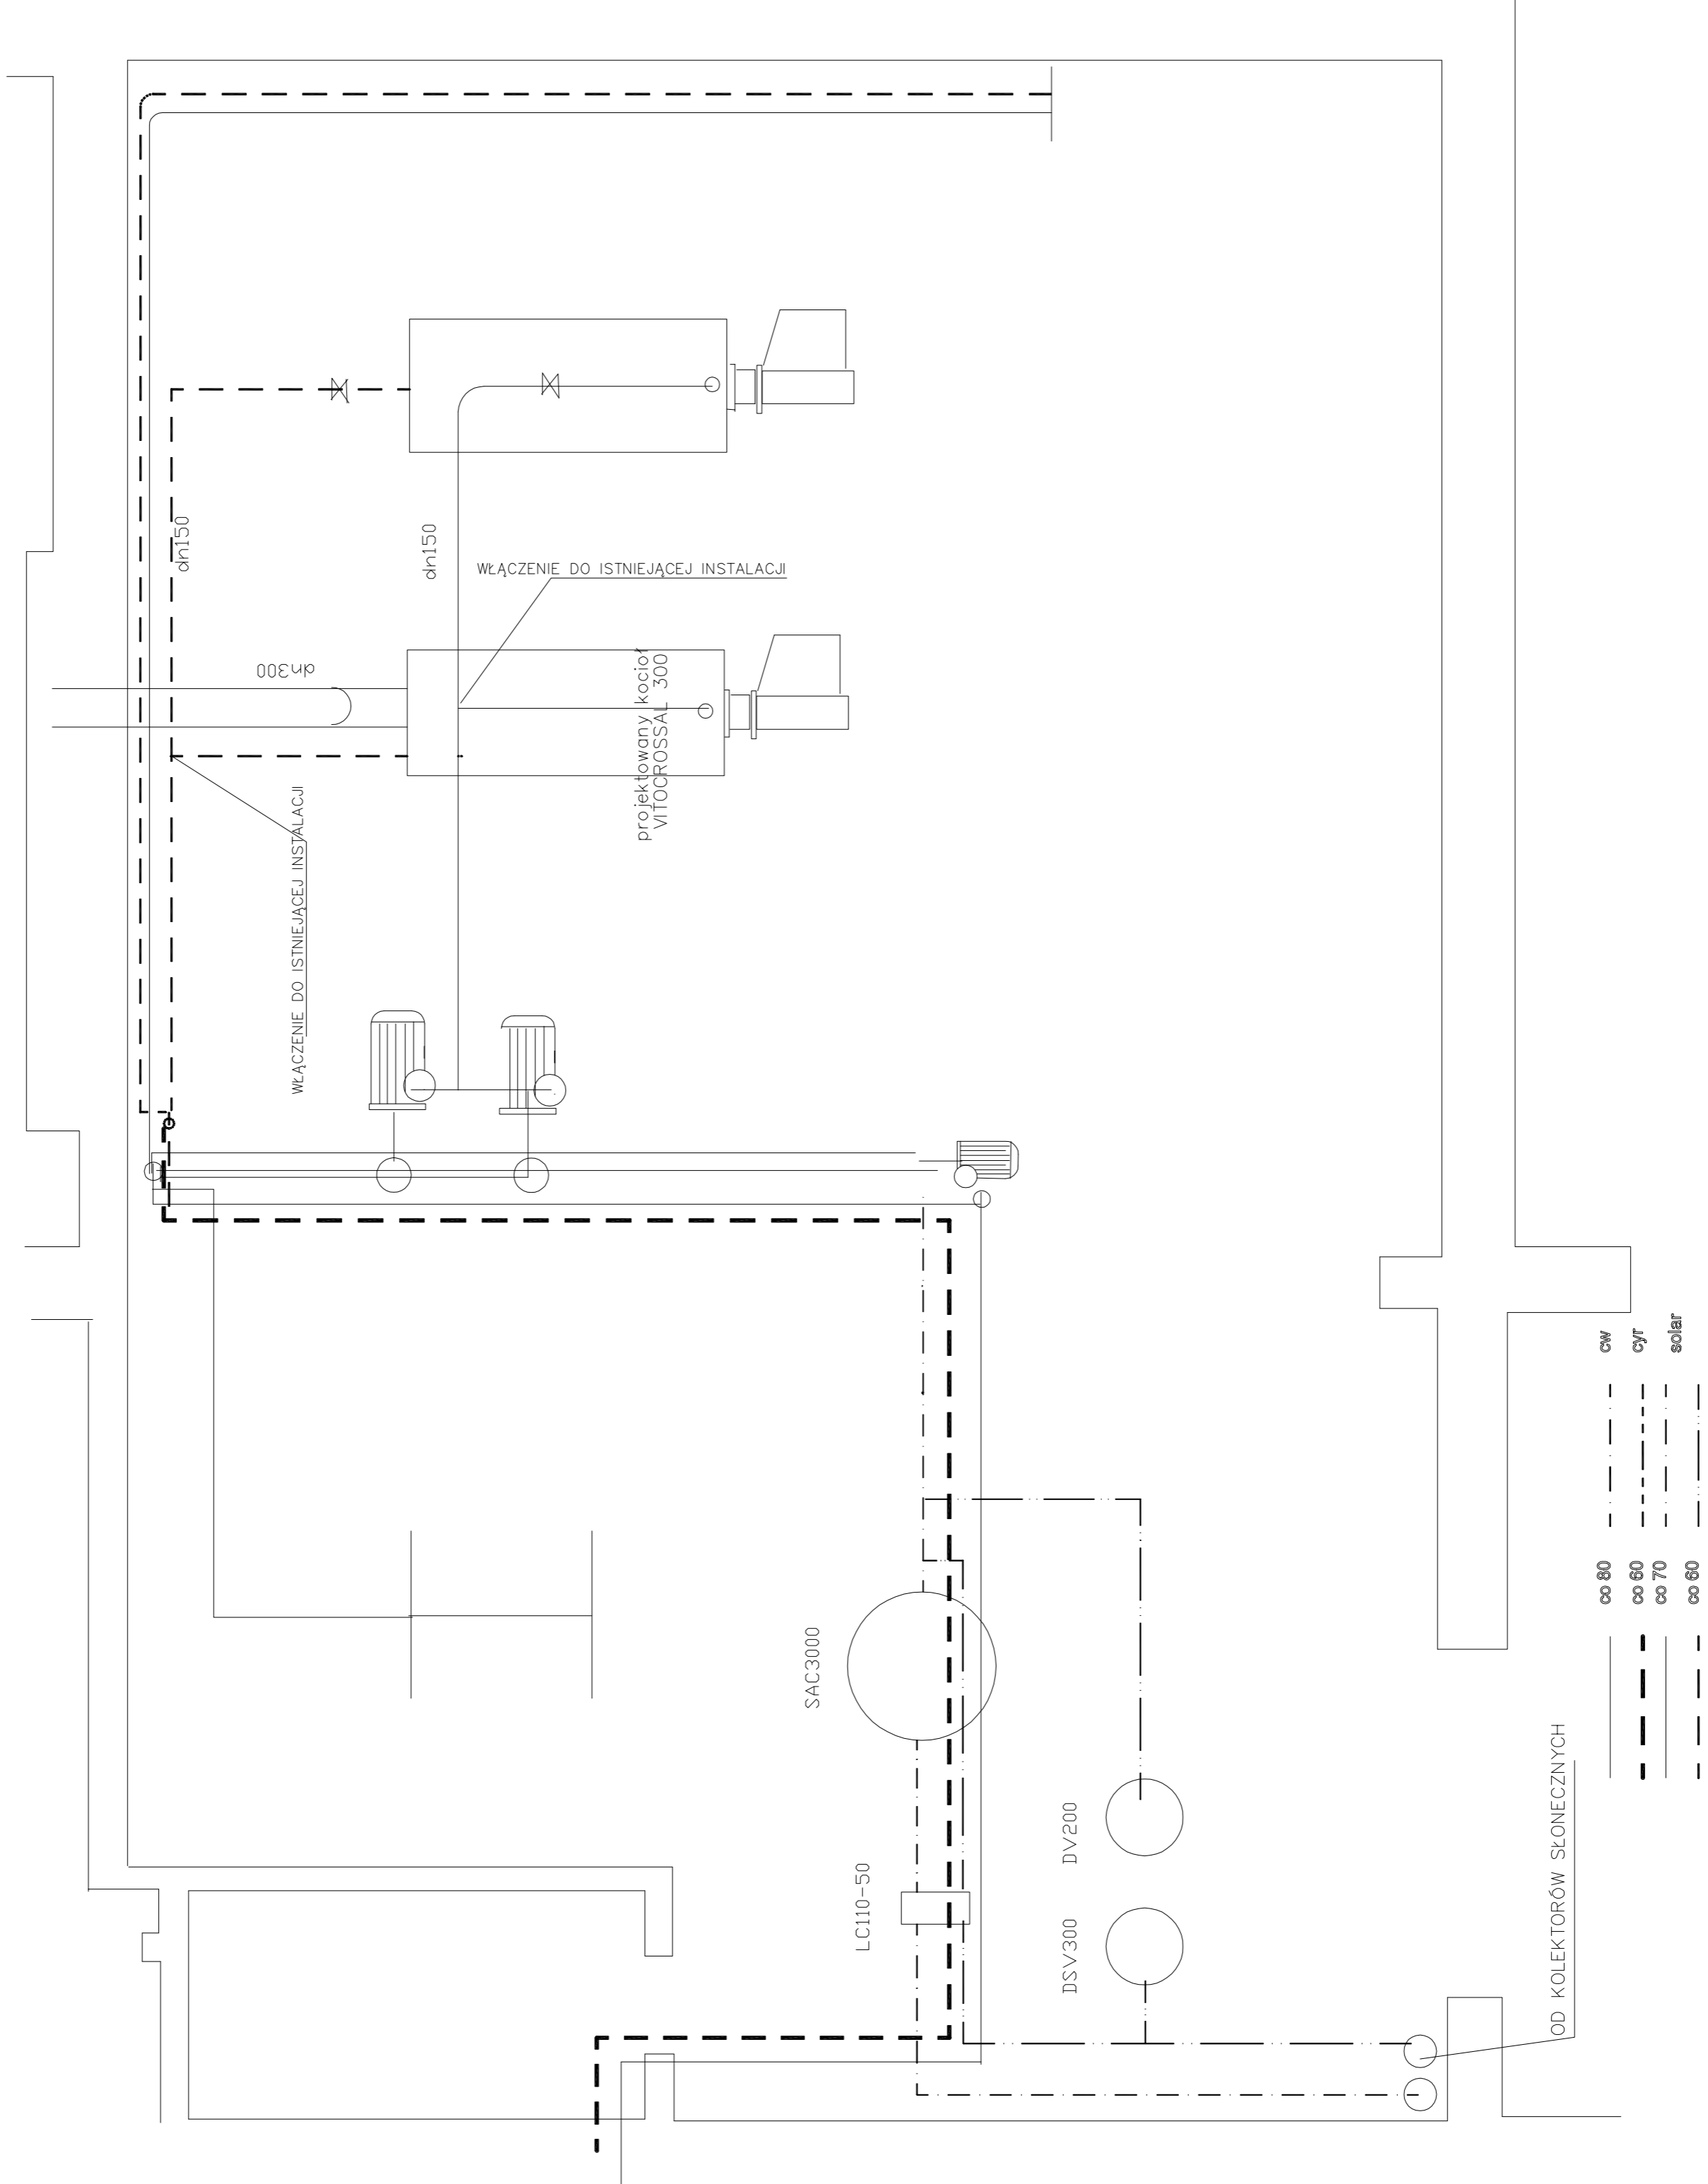 dn150
dn150
WŁĄCZENIE DO ISTNIEJĄCEJ INSTALACJI
dn300
projektowany kocioł
VITOCROSSAL 300
WŁĄCZENIE DO ISTNIEJĄCEJ INSTALACJI
SAC3000
LC110-50
DV200
DSV300
OD KOLEKTORÓW SŁONECZNYCH
co 80
co 60
co 70
co 60
cw
cyr
solar